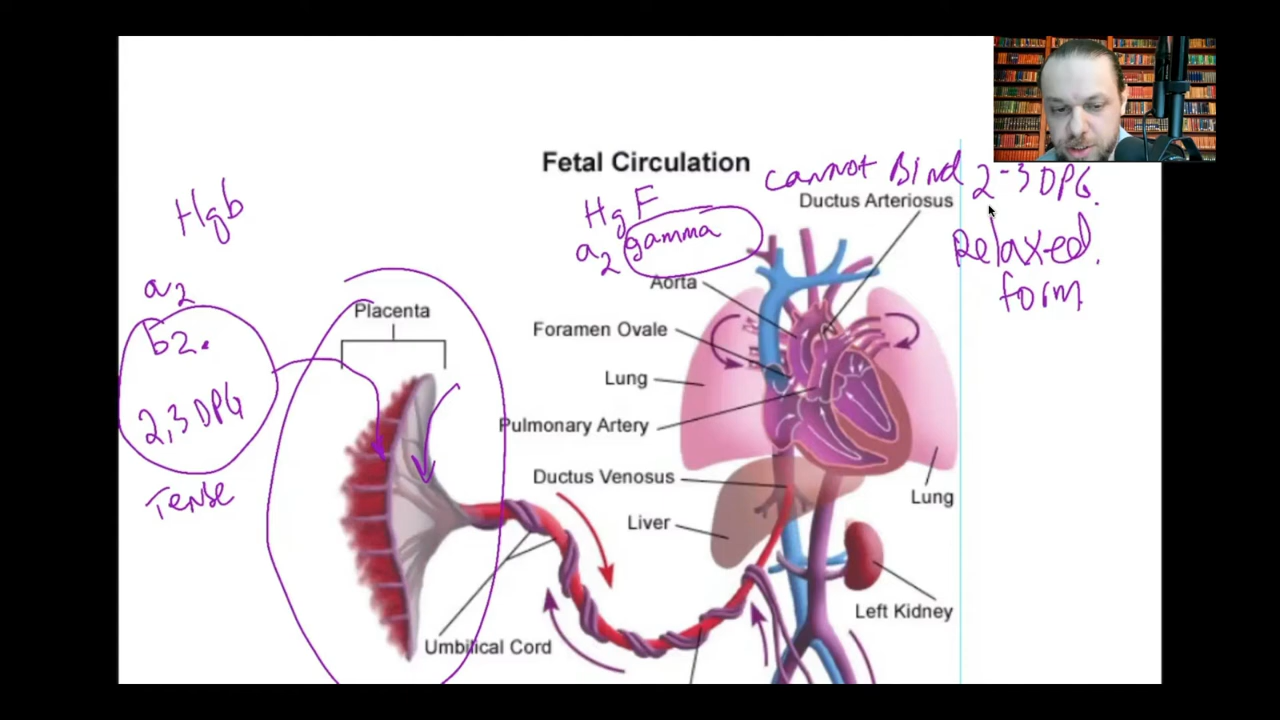 Fetal Circulation
cannot Bind 2-3 DPG.
Relaxed.
form
HgF
a2 gamma
Hgb
a2
b2.
2,3 DPG
Tense
Placenta
Ductus Arteriosus
Aorta
Foramen Ovale
Lung
Pulmonary Artery
Ductus Venosus
Lung
Liver
Left Kidney
Umbilical Cord